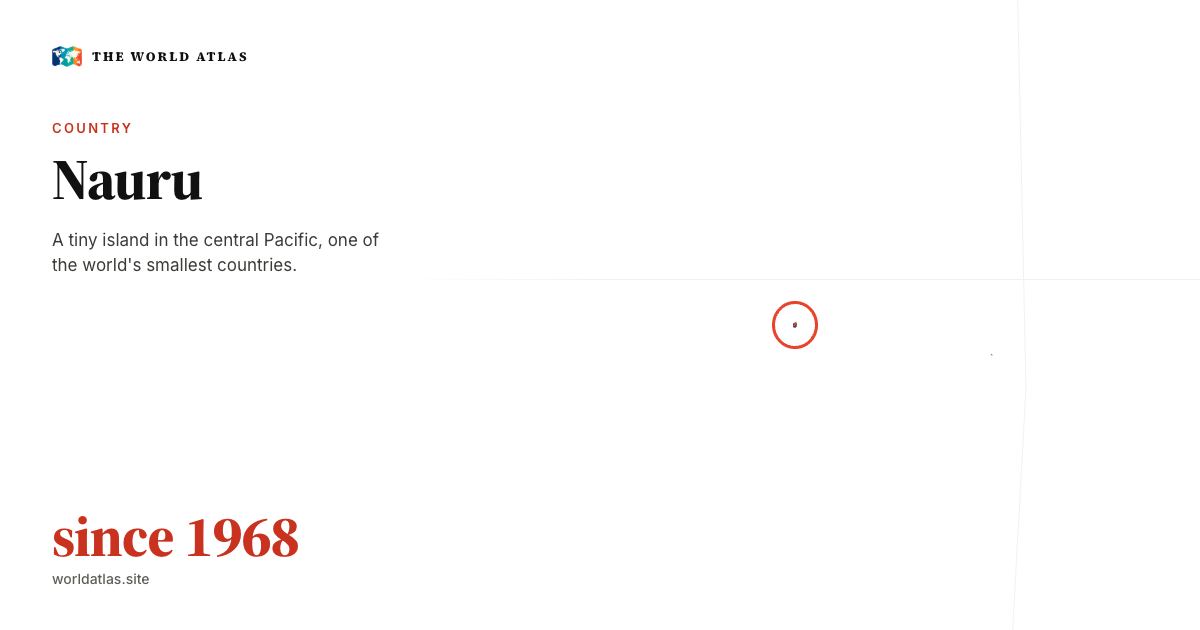 THE WORLD ATLAS
COUNTRY
Nauru
A tiny island in the central Pacific, one of
the world's smallest countries.
since 1968
worldatlas.site